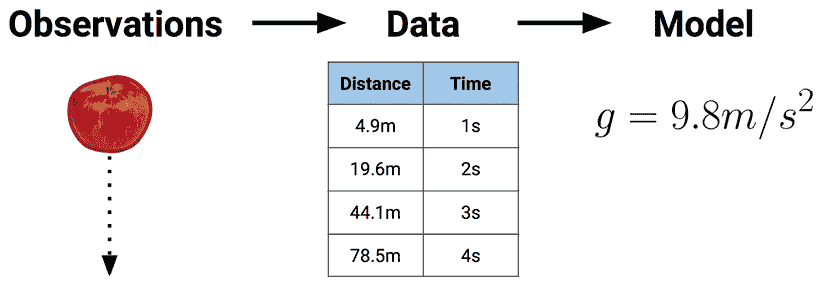 Observations Data Model
Distance Time
4.9m 1s
19.6m 2s
44.1m 3s
78.5m 4s
g = 9.8m/s²